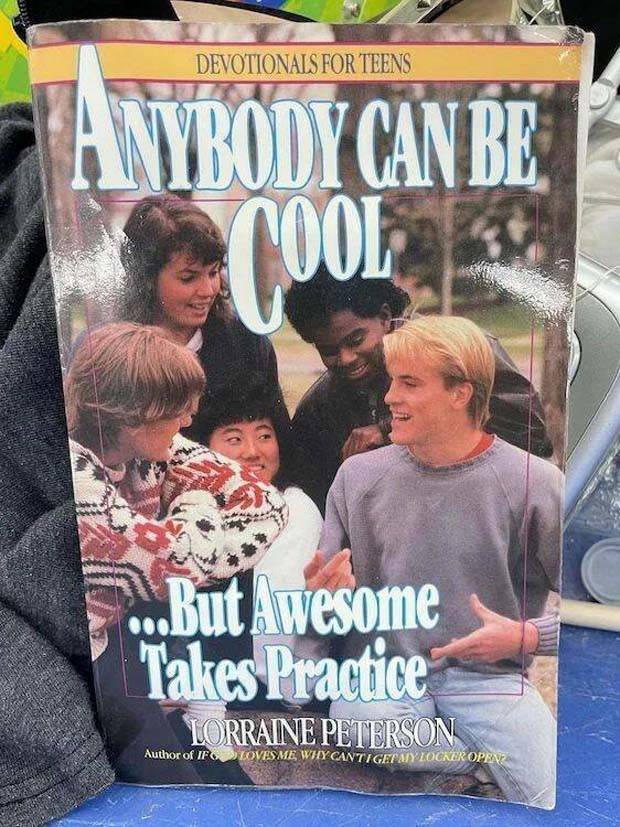 DEVOTIONALS FOR TEENS
ANYBODY CAN BE
COOL
...But Awesome
Takes Practice
LORRAINE PETERSON
Author of IF GOD LOVES ME, WHY CAN'T I GET MY LOCKER OPEN?